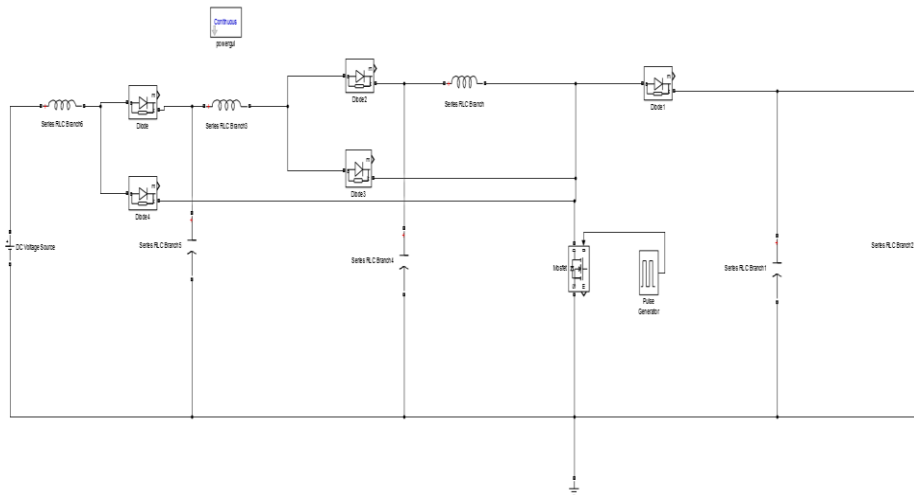 Continuous
powergui
Diode2
Series RLC Branch
Diode1
Series RLC Branch6
Diode
Series RLC Branch3
Diode3
Diode4
DC Voltage Source
Series RLC Branch5
Series RLC Branch4
Mosfet
Series RLC Branch1
Series RLC Branch2
Pulse
Generator